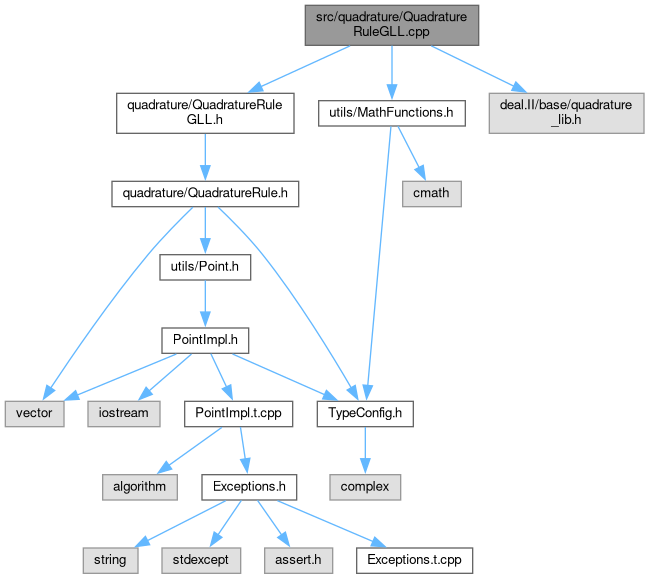 src/quadrature/Quadrature
RuleGLL.cpp
quadrature/QuadratureRule
GLL.h
utils/MathFunctions.h
deal.II/base/quadrature
_lib.h
quadrature/QuadratureRule.h
cmath
utils/Point.h
PointImpl.h
vector
iostream
PointImpl.t.cpp
TypeConfig.h
algorithm
Exceptions.h
complex
string
stdexcept
assert.h
Exceptions.t.cpp